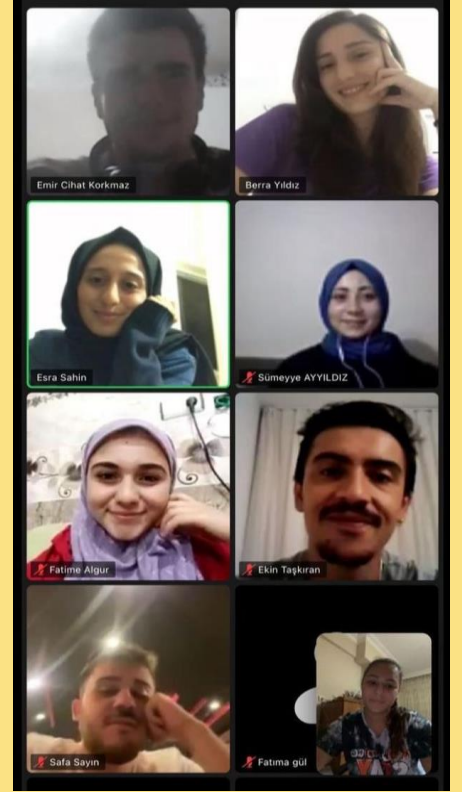 Emir Cihat Korkmaz
Berra Yıldız
Esra Sahin
Sümeyye AYYILDIZ
Fatime Algur
Ekin Taşkıran
Safa Sayın
Fatıma gül